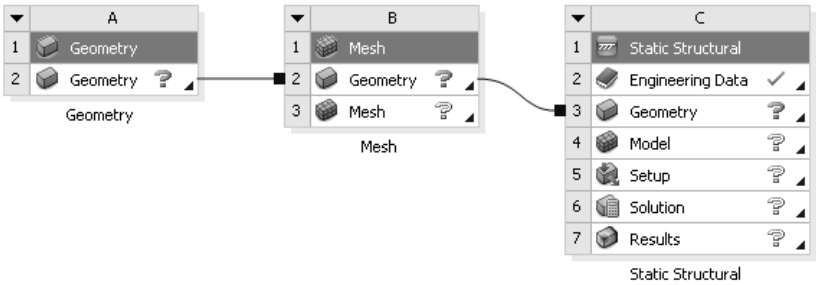 A
1 Geometry
2 Geometry ?
Geometry
B
1 Mesh
2 Geometry ?
3 Mesh ?
Mesh
C
1 Static Structural
2 Engineering Data ✓
3 Geometry ?
4 Model ?
5 Setup ?
6 Solution ?
7 Results ?
Static Structural